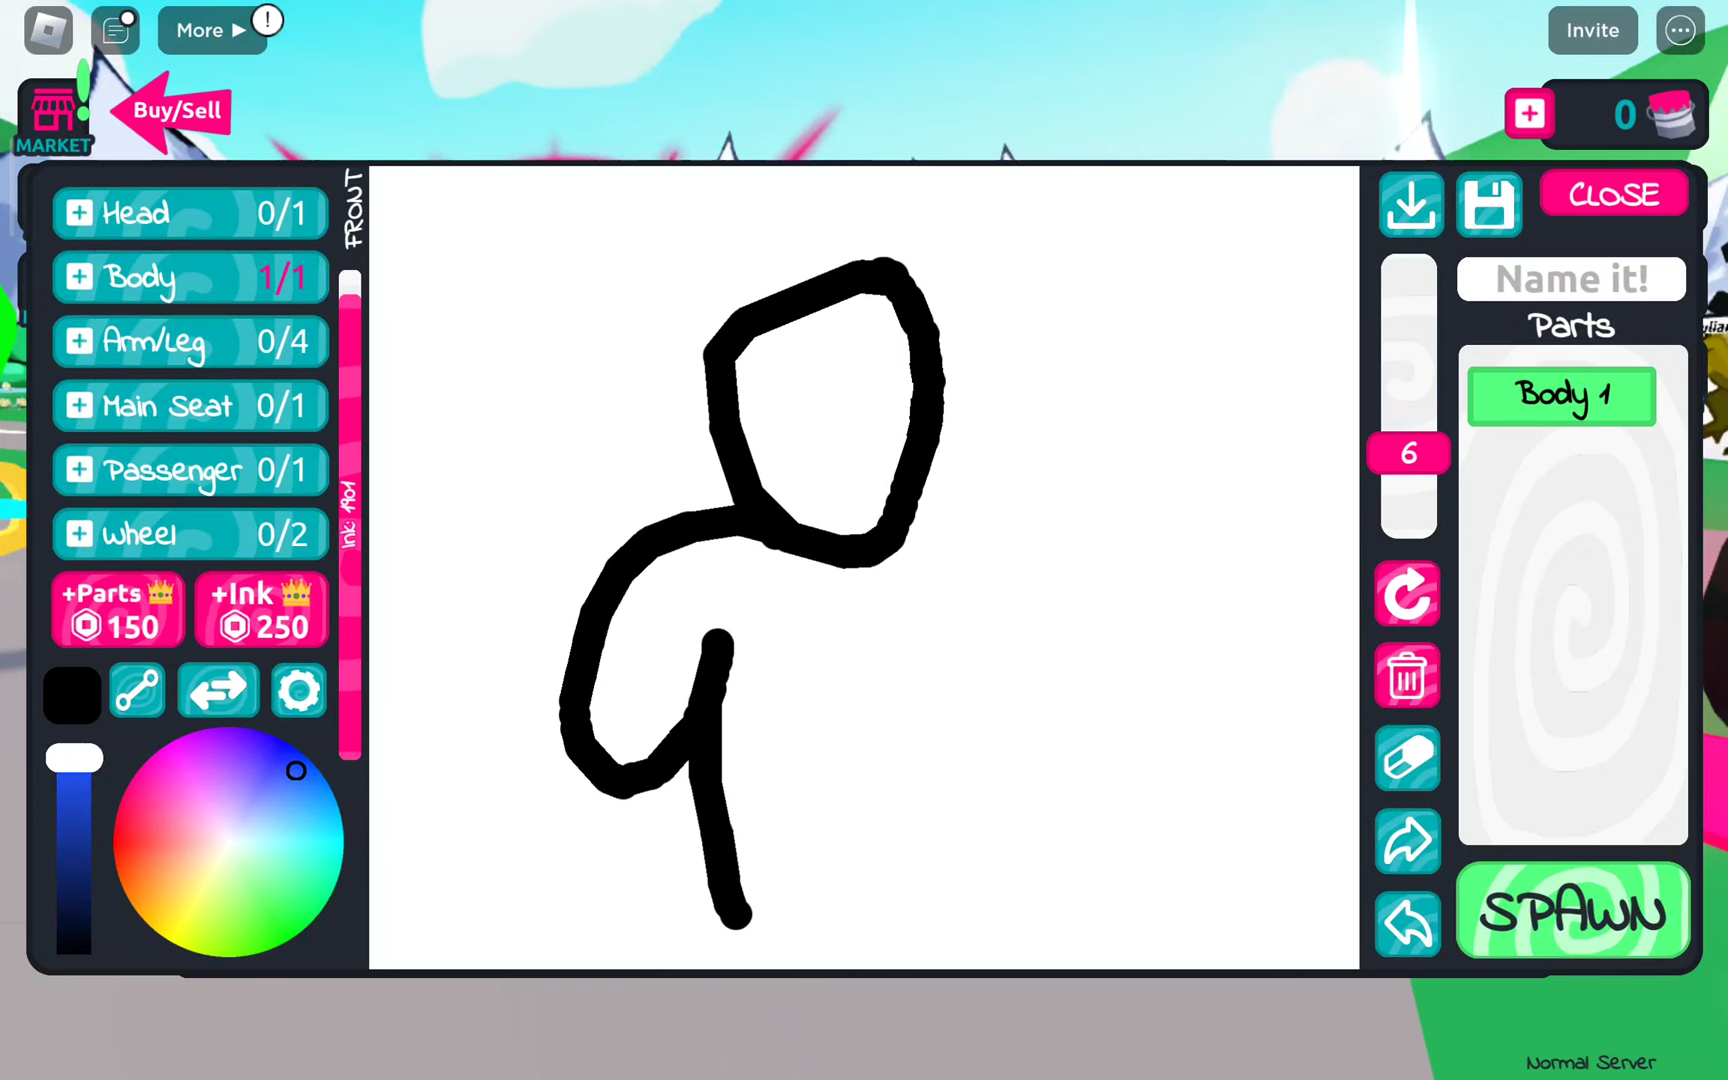 More ▶
!
Invite
Buy/Sell
MARKET
0
Head 0/1
Body 1/1
Arm/Leg 0/4
Main Seat 0/1
Passenger 0/1
Wheel 0/2
+Parts
150
+Ink
250
FRONT
Ink: 1901
CLOSE
Name it!
Parts
Body 1
6
SPAWN
Normal Server